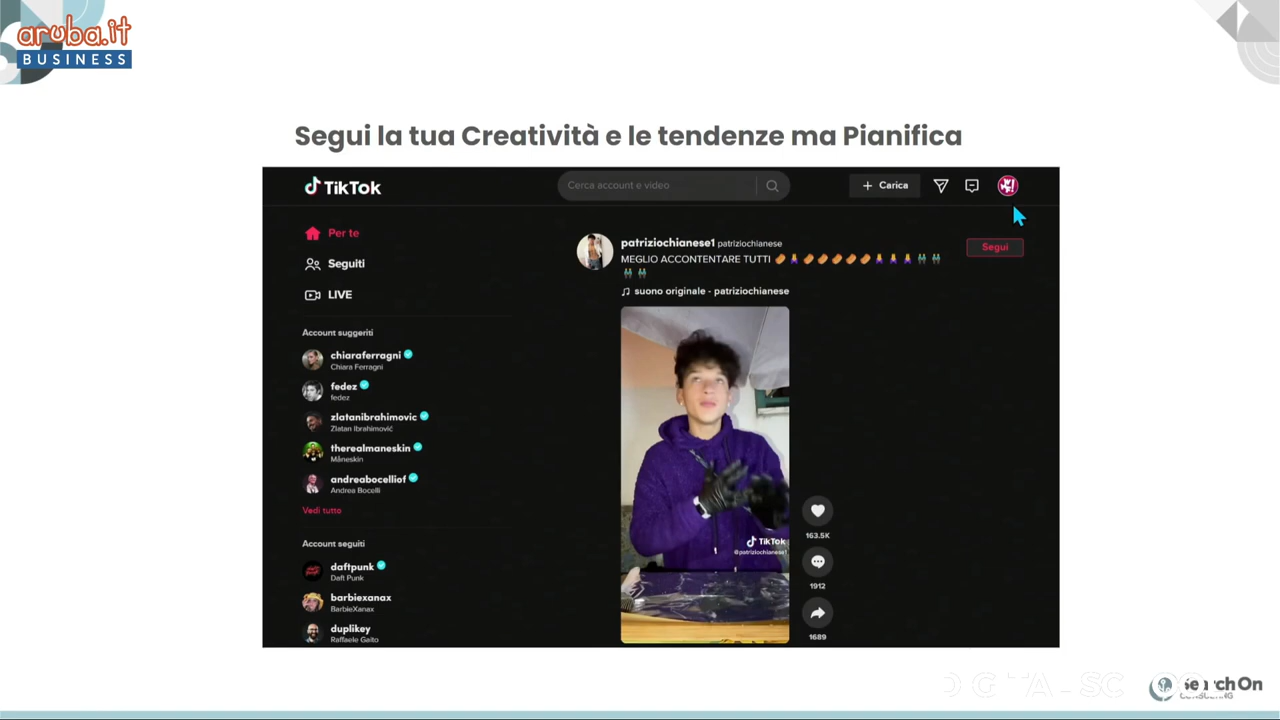 aruba.it
BUSINESS
Segui la tua Creatività e le tendenze ma Pianifica
TikTok
Cerca account e video
+ Carica
Per te
Seguiti
LIVE
Account suggeriti
chiaraferragni
Chiara Ferragni
fedez
fedez
zlatanibrahimovic
Zlatan Ibrahimović
therealmaneskin
Måneskin
andreabocelliof
Andrea Bocelli
Vedi tutto
Account seguiti
daftpunk
Daft Punk
barbiexanax
BarbieXanax
duplikey
Raffaele Gaito
patriziochianese1 patriziochianese
MEGLIO ACCONTENTARE TUTTI
Segui
suono originale - patriziochianese
TikTok
@patriziochianese1
163.5K
1912
1689
SearchOn
CONSULTING